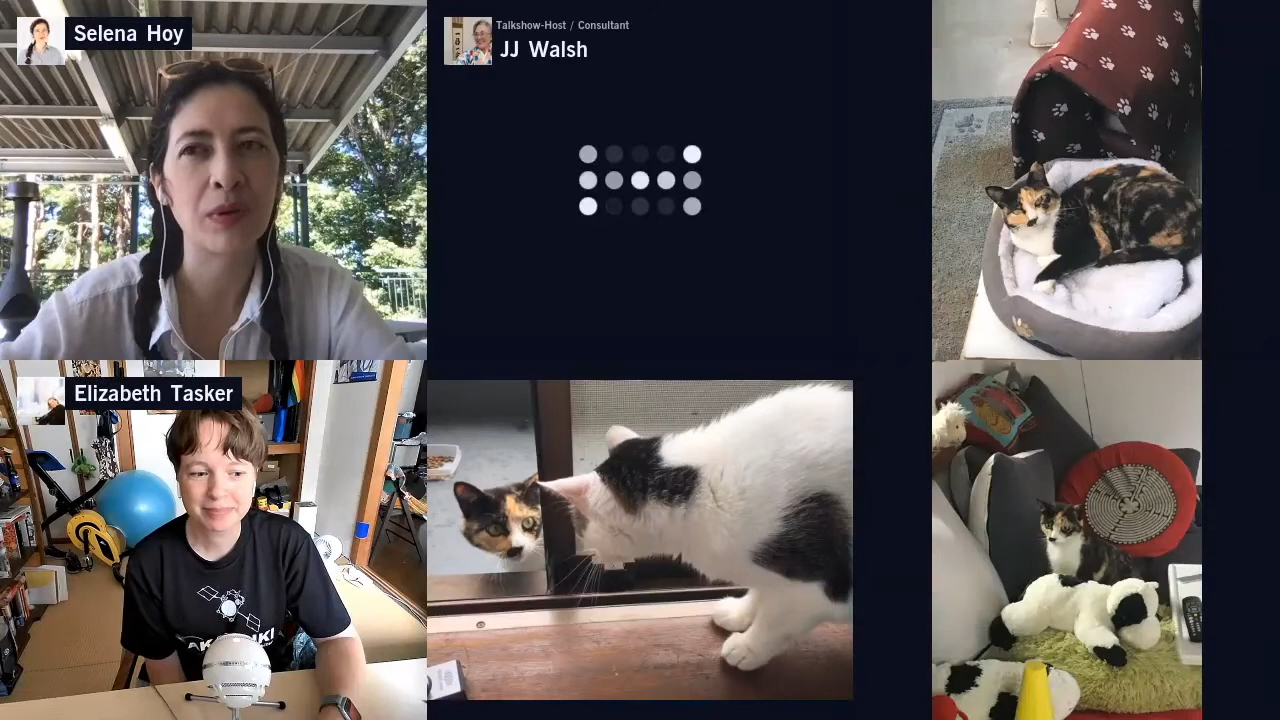 Selena Hoy
Talkshow-Host / Consultant
JJ Walsh
Elizabeth Tasker